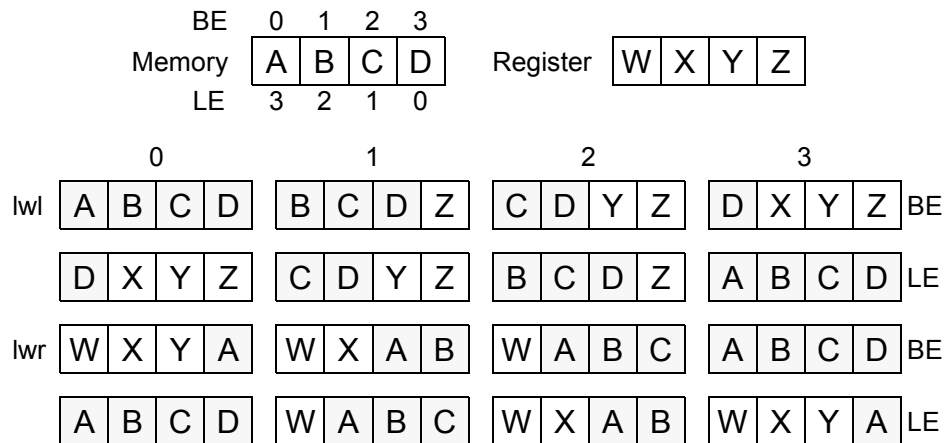 BE 0 1 2 3
Memory A B C D Register W X Y Z
LE 3 2 1 0
0 1 2 3
lwl A B C D B C D Z C D Y Z D X Y Z BE
D X Y Z C D Y Z B C D Z A B C D LE
lwr W X Y A W X A B W A B C A B C D BE
A B C D W A B C W X A B W X Y A LE